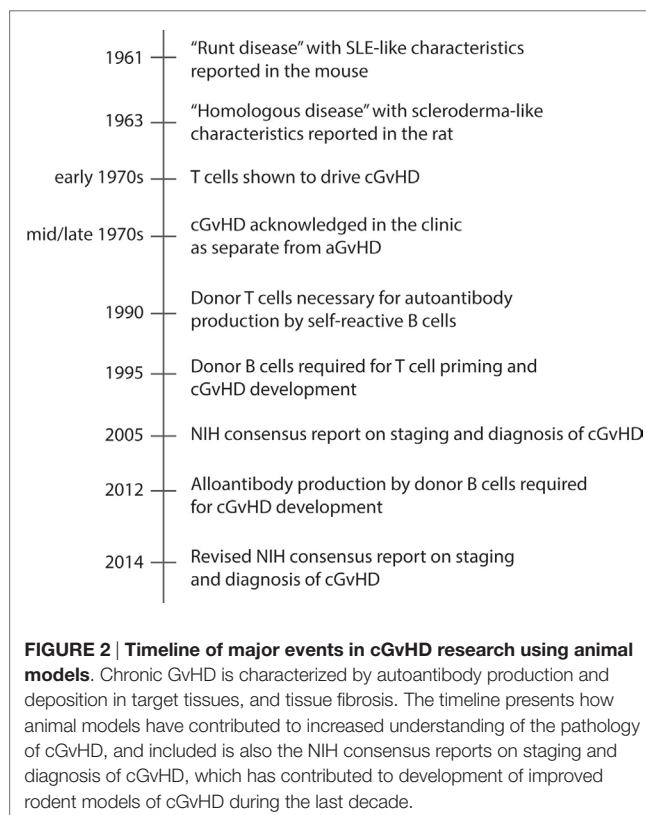 1961
"Runt disease" with SLE-like characteristics
reported in the mouse
1963
"Homologous disease" with scleroderma-like
characteristics reported in the rat
early 1970s
T cells shown to drive cGvHD
mid/late 1970s
cGvHD acknowledged in the clinic
as separate from aGvHD
1990
Donor T cells necessary for autoantibody
production by self-reactive B cells
1995
Donor B cells required for T cell priming and
cGvHD development
2005
NIH consensus report on staging and diagnosis of cGvHD
2012
Alloantibody production by donor B cells required
for cGvHD development
2014
Revised NIH consensus report on staging
and diagnosis of cGvHD
FIGURE 2 | Timeline of major events in cGvHD research using animal
models. Chronic GvHD is characterized by autoantibody production and
deposition in target tissues, and tissue fibrosis. The timeline presents how
animal models have contributed to increased understanding of the pathology
of cGvHD, and included is also the NIH consensus reports on staging and
diagnosis of cGvHD, which has contributed to development of improved
rodent models of cGvHD during the last decade.